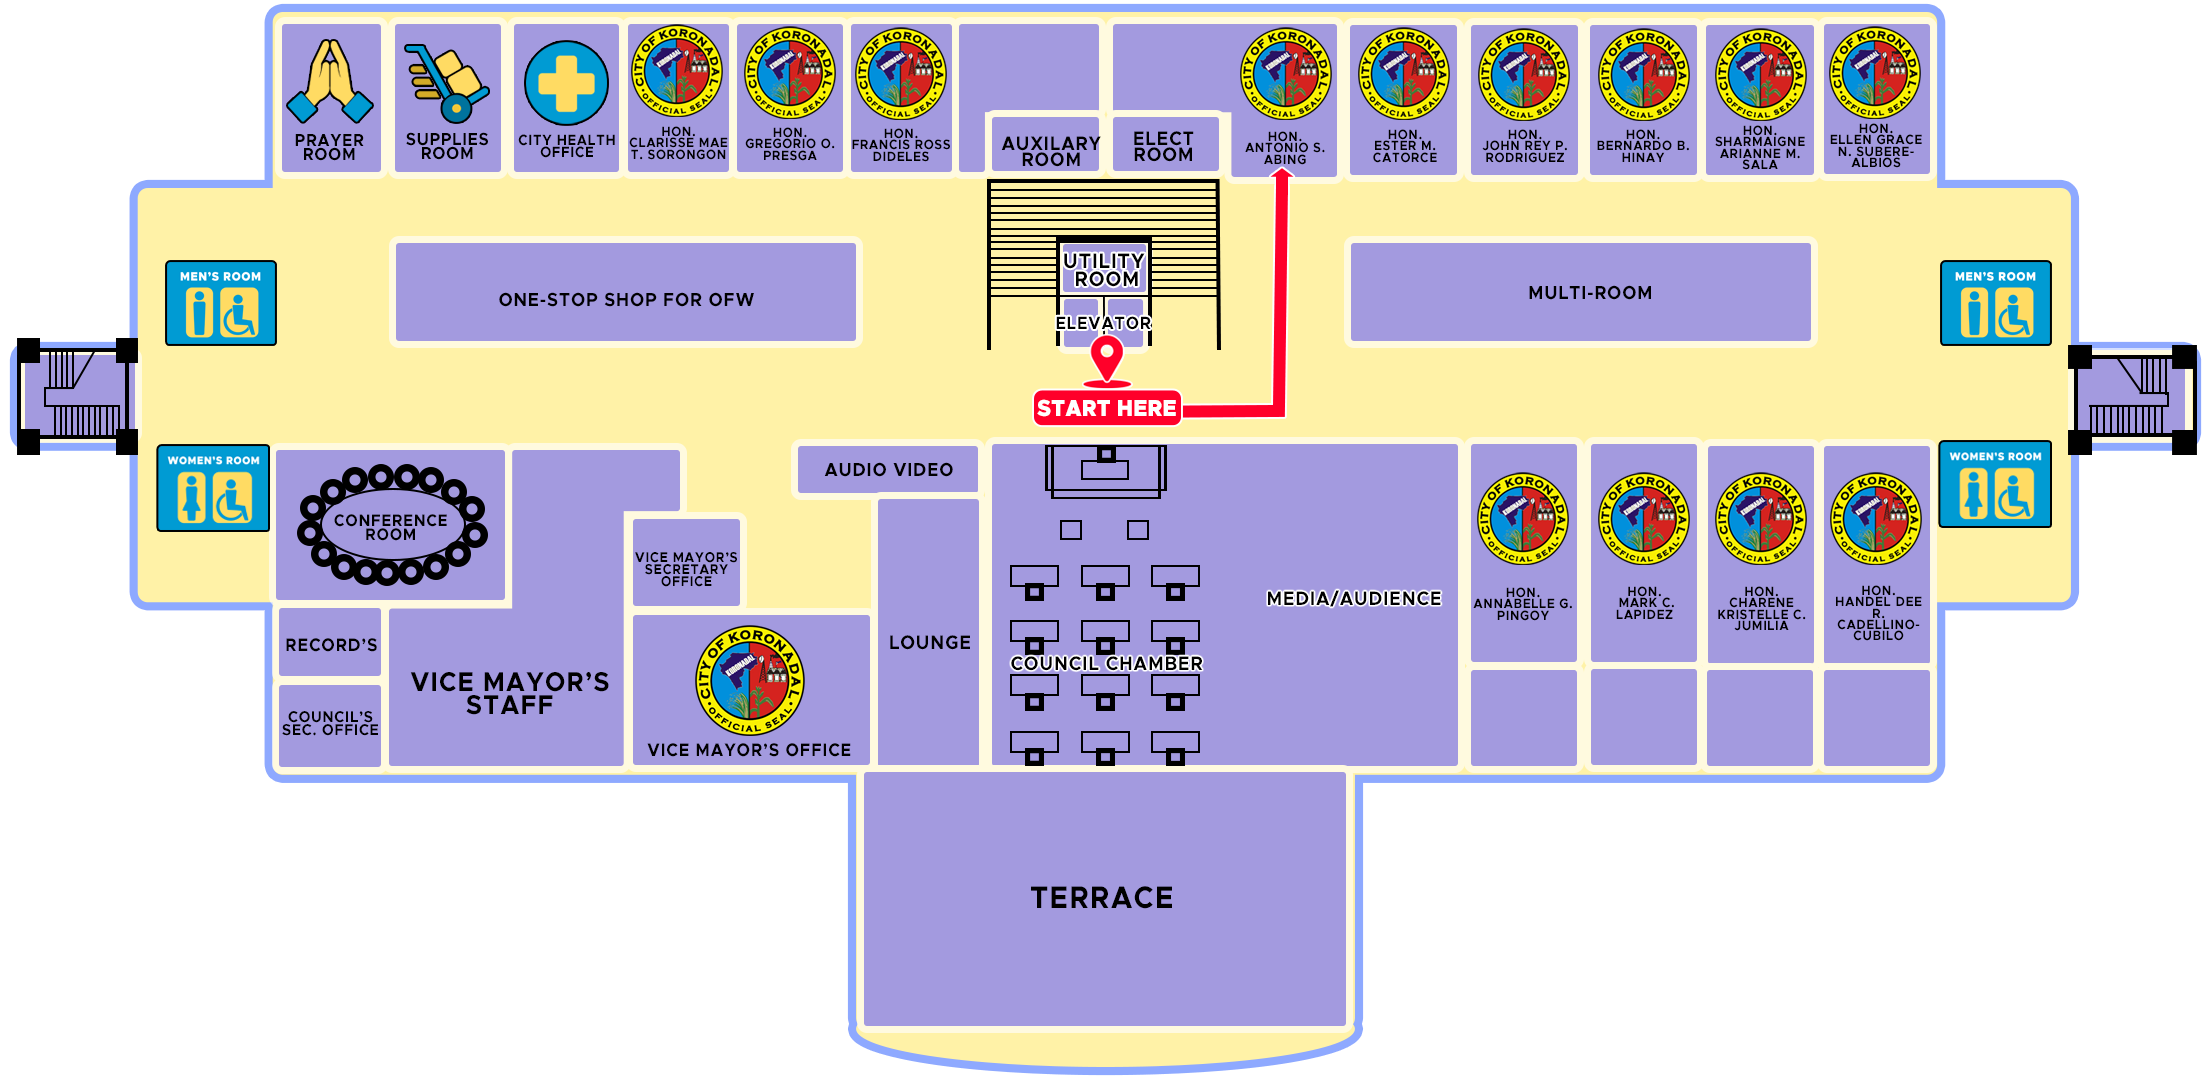 PRAYER
ROOM
SUPPLIES
ROOM
CITY HEALTH
OFFICE
CITY OF KORONADAL
OFFICIAL SEAL
HON.
CLARISSE MAE
T. SORONGON
CITY OF KORONADAL
OFFICIAL SEAL
HON.
GREGORIO O.
PRESGA
CITY OF KORONADAL
OFFICIAL SEAL
HON.
FRANCIS ROSS
DIDELES
AUXILARY
ROOM
ELECT
ROOM
CITY OF KORONADAL
OFFICIAL SEAL
HON.
ANTONIO S.
ABING
CITY OF KORONADAL
OFFICIAL SEAL
HON.
ESTER M.
CATORCE
CITY OF KORONADAL
OFFICIAL SEAL
HON.
JOHN REY P.
RODRIGUEZ
CITY OF KORONADAL
OFFICIAL SEAL
HON.
BERNARDO B.
HINAY
CITY OF KORONADAL
OFFICIAL SEAL
HON.
SHARMAIGNE
ARIANNE M.
SALA
CITY OF KORONADAL
OFFICIAL SEAL
HON.
ELLEN GRACE
N. SUBERE-
ALBIOS
MEN'S ROOM
ONE-STOP SHOP FOR OFW
UTILITY
ROOM
ELEVATOR
MULTI-ROOM
MEN'S ROOM
START HERE
WOMEN'S ROOM
CONFERENCE
ROOM
AUDIO VIDEO
VICE MAYOR'S
SECRETARY
OFFICE
RECORD'S
COUNCIL'S
SEC. OFFICE
VICE MAYOR'S
STAFF
CITY OF KORONADAL
KORONADAL
OFFICIAL SEAL
VICE MAYOR'S OFFICE
LOUNGE
MEDIA/AUDIENCE
COUNCIL CHAMBER
CITY OF KORONADAL
OFFICIAL SEAL
HON.
ANNABELLE G.
PINGOY
CITY OF KORONADAL
OFFICIAL SEAL
HON.
MARK C.
LAPIDEZ
CITY OF KORONADAL
OFFICIAL SEAL
HON.
CHARENE
KRISTELLE C.
JUMILIA
CITY OF KORONADAL
OFFICIAL SEAL
HON.
HANDEL DEE
R.
CADELLINO-
CUBILO
WOMEN'S ROOM
TERRACE